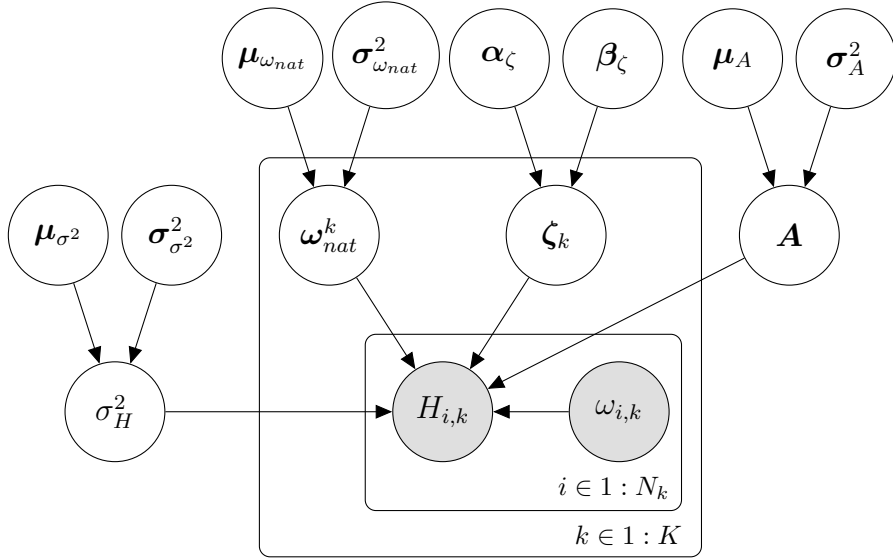 μ_{ω_{nat}} σ²_{ω_{nat}} α_ζ β_ζ μ_A σ²_A
μ_{σ²} σ²_{σ²} ω^k_{nat} ζ_k A
σ²_H H_{i,k} ω_{i,k}
i ∈ 1 : N_k
k ∈ 1 : K